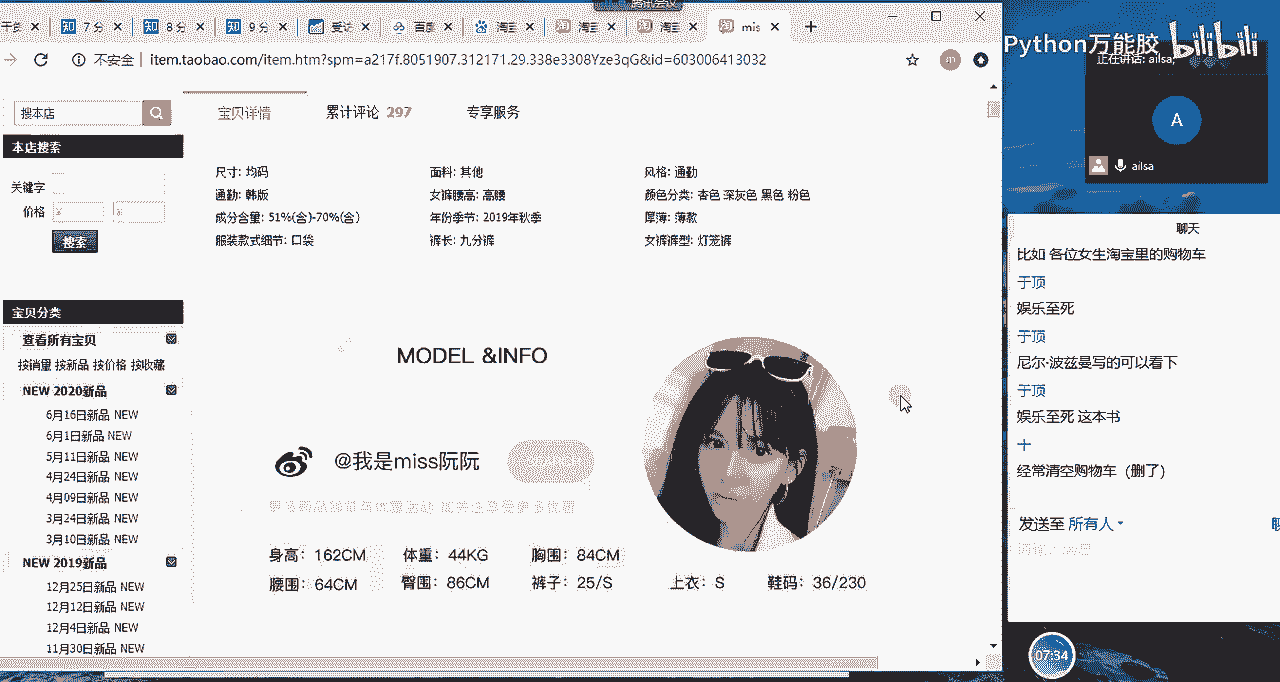 腾讯会议
干货
7 分
8 分
9 分
mis
不安全 | item.taobao.com/item.htm?spm=a217f.8051907.312171.29.338e3308Yze3qG&id=603006413032
m
搜本店
宝贝详情
累计评论 297
专享服务
本店搜索
关键字
价格
搜索
尺寸: 均码
面料: 其他
风格: 通勤
通勤: 韩版
女裤腰高: 高腰
颜色分类: 杏色 深灰色 黑色 粉色
成分含量: 51%(含)-70%(含)
年份季节: 2019年秋季
厚薄: 薄款
服装款式细节: 口袋
裤长: 九分裤
女裤裤型: 灯笼裤
宝贝分类
查看所有宝贝
按销量 按新品 按价格 按收藏
NEW 2020新品
6月16日新品 NEW
6月1日新品 NEW
5月11日新品 NEW
4月24日新品 NEW
4月09日新品 NEW
3月24日新品 NEW
3月10日新品 NEW
NEW 2019新品
12月25日新品 NEW
12月12日新品 NEW
12月4日新品 NEW
11月30日新品 NEW
MODEL &INFO
@我是miss阮阮
身高：162CM
体重：44KG
胸围：84CM
腰围：64CM
臀围：86CM
裤子：25/S
上衣：S
鞋码：36/230
Python万能胶
bilibili
正在讲话: ailsa;
A
ailsa
聊天
比如 各位女生淘宝里的购物车
于顶
娱乐至死
于顶
尼尔·波兹曼写的可以看下
于顶
娱乐至死 这本书
十
经常清空购物车（删了）
发送至 所有人
07:34